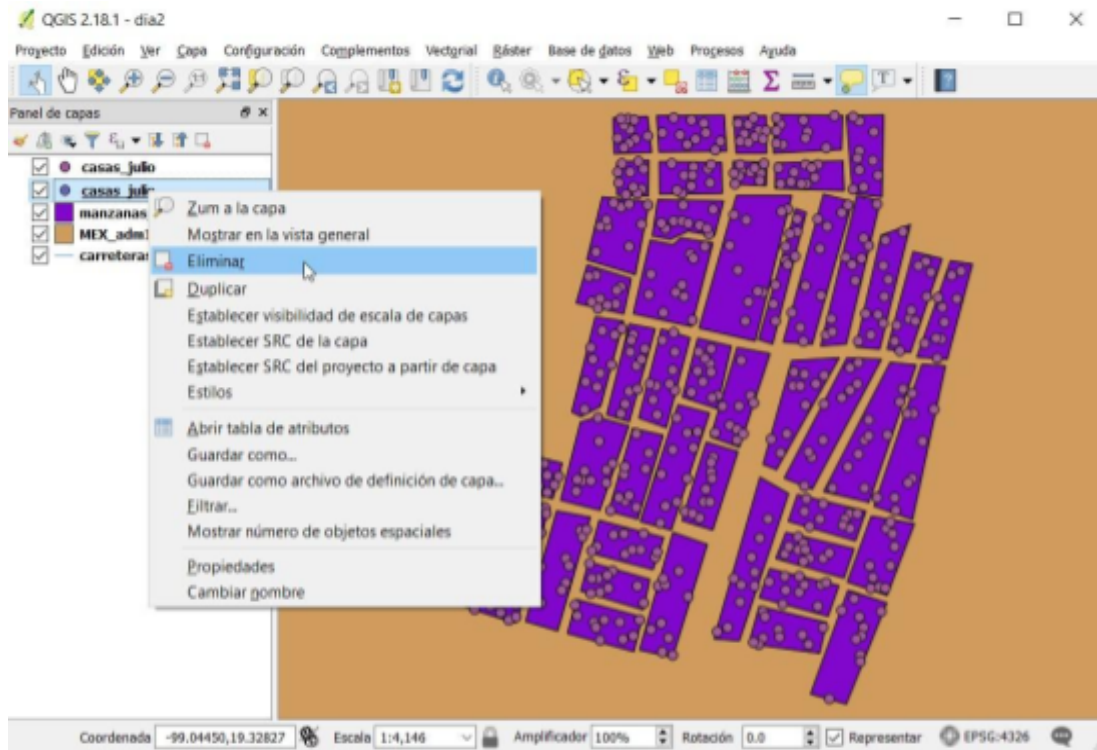 QGIS 2.18.1 - dia2
Proyecto Edición Ver Capa Configuración Complementos Vectorial Ráster Base de datos Web Procesos Ayuda
Panel de capas
casas_julio
casas_julio
manzanas
MEX_adm1
carreteras
Zum a la capa
Mostrar en la vista general
Eliminar
Duplicar
Establecer visibilidad de escala de capas
Establecer SRC de la capa
Establecer SRC del proyecto a partir de capa
Estilos
Abrir tabla de atributos
Guardar como...
Guardar como archivo de definición de capa...
Filtrar...
Mostrar número de objetos espaciales
Propiedades
Cambiar nombre
Coordenada -99.04450,19.32827 Escala 1:4,146 Amplificador 100% Rotación 0.0 Representar EPSG:4326